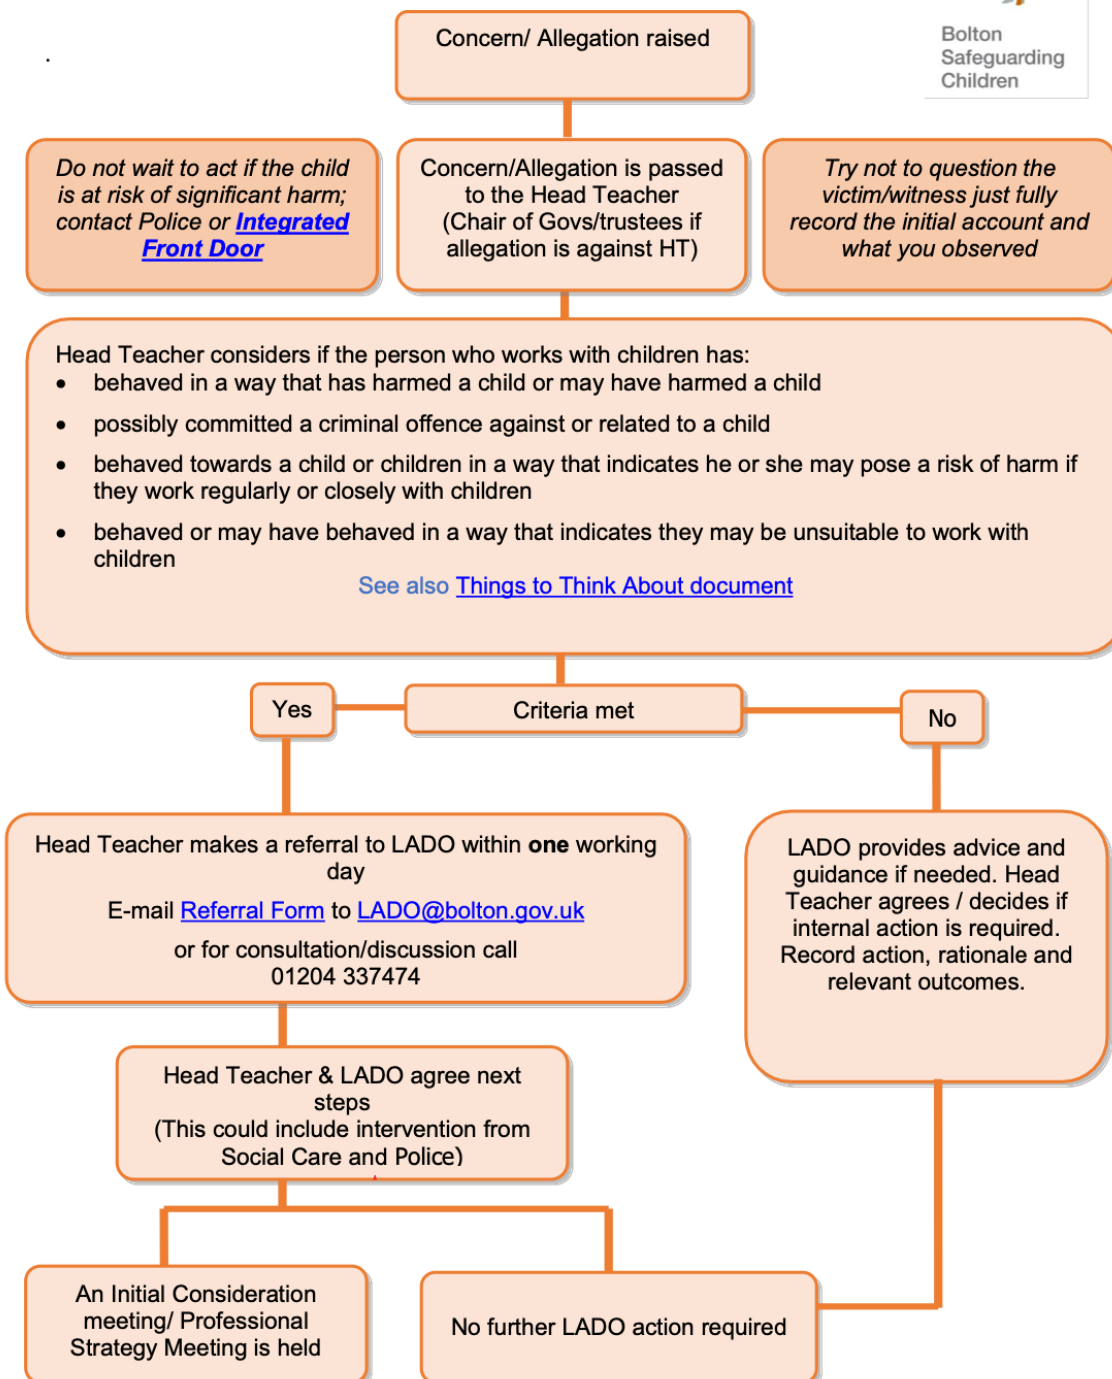 Concern/ Allegation raised
.
Bolton
Safeguarding
Children
Do not wait to act if the child
is at risk of significant harm;
contact Police or Integrated
Front Door
Concern/Allegation is passed
to the Head Teacher
(Chair of Govs/trustees if
allegation is against HT)
Try not to question the
victim/witness just fully
record the initial account and
what you observed
Head Teacher considers if the person who works with children has:
• behaved in a way that has harmed a child or may have harmed a child
• possibly committed a criminal offence against or related to a child
• behaved towards a child or children in a way that indicates he or she may pose a risk of harm if
they work regularly or closely with children
• behaved or may have behaved in a way that indicates they may be unsuitable to work with
children
See also Things to Think About document
Yes
Criteria met
No
Head Teacher makes a referral to LADO within one working
day
E-mail Referral Form to LADO@bolton.gov.uk
or for consultation/discussion call
01204 337474
LADO provides advice and
guidance if needed. Head
Teacher agrees / decides if
internal action is required.
Record action, rationale and
relevant outcomes.
Head Teacher & LADO agree next
steps
(This could include intervention from
Social Care and Police)
An Initial Consideration
meeting/ Professional
Strategy Meeting is held
No further LADO action required